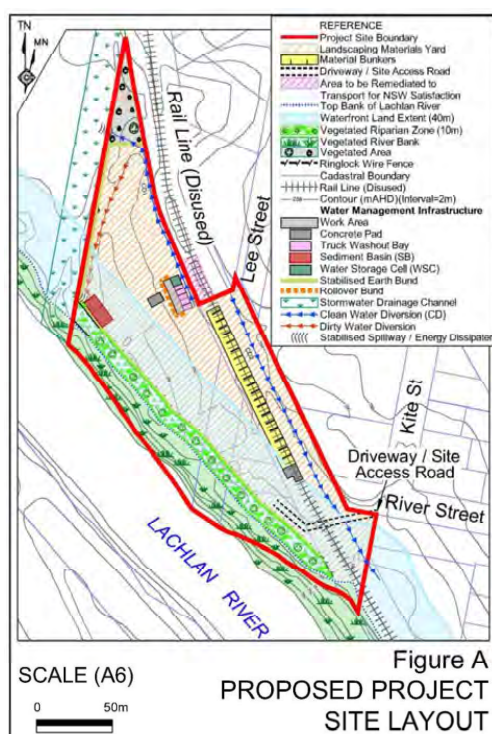 TN
MN
REFERENCE
Project Site Boundary
Landscaping Materials Yard
Material Bunkers
Driveway / Site Access Road
Area to be Remediated to
Transport for NSW Satisfaction
Top Bank of Lachlan River
Waterfront Land Extent (40m)
Vegetated Riparian Zone (10m)
Vegetated River Bank
Vegetated Area
Ringlock Wire Fence
Cadastral Boundary
Rail Line (Disused)
Contour (mAHD)(Interval=2m)
Water Management Infrastructure
Work Area
Concrete Pad
Truck Washout Bay
Sediment Basin (SB)
Water Storage Cell (WSC)
Stabilised Earth Bund
Rollover Bund
Stormwater Drainage Channel
Clean Water Diversion (CD)
Dirty Water Diversion
Stabilised Spillway / Energy Dissipater
Rail Line (Disused)
Lee Street
Kite St
Driveway / Site
Access Road
River Street
LACHLAN RIVER
SCALE (A6)
0 50m
Figure A
PROPOSED PROJECT
SITE LAYOUT